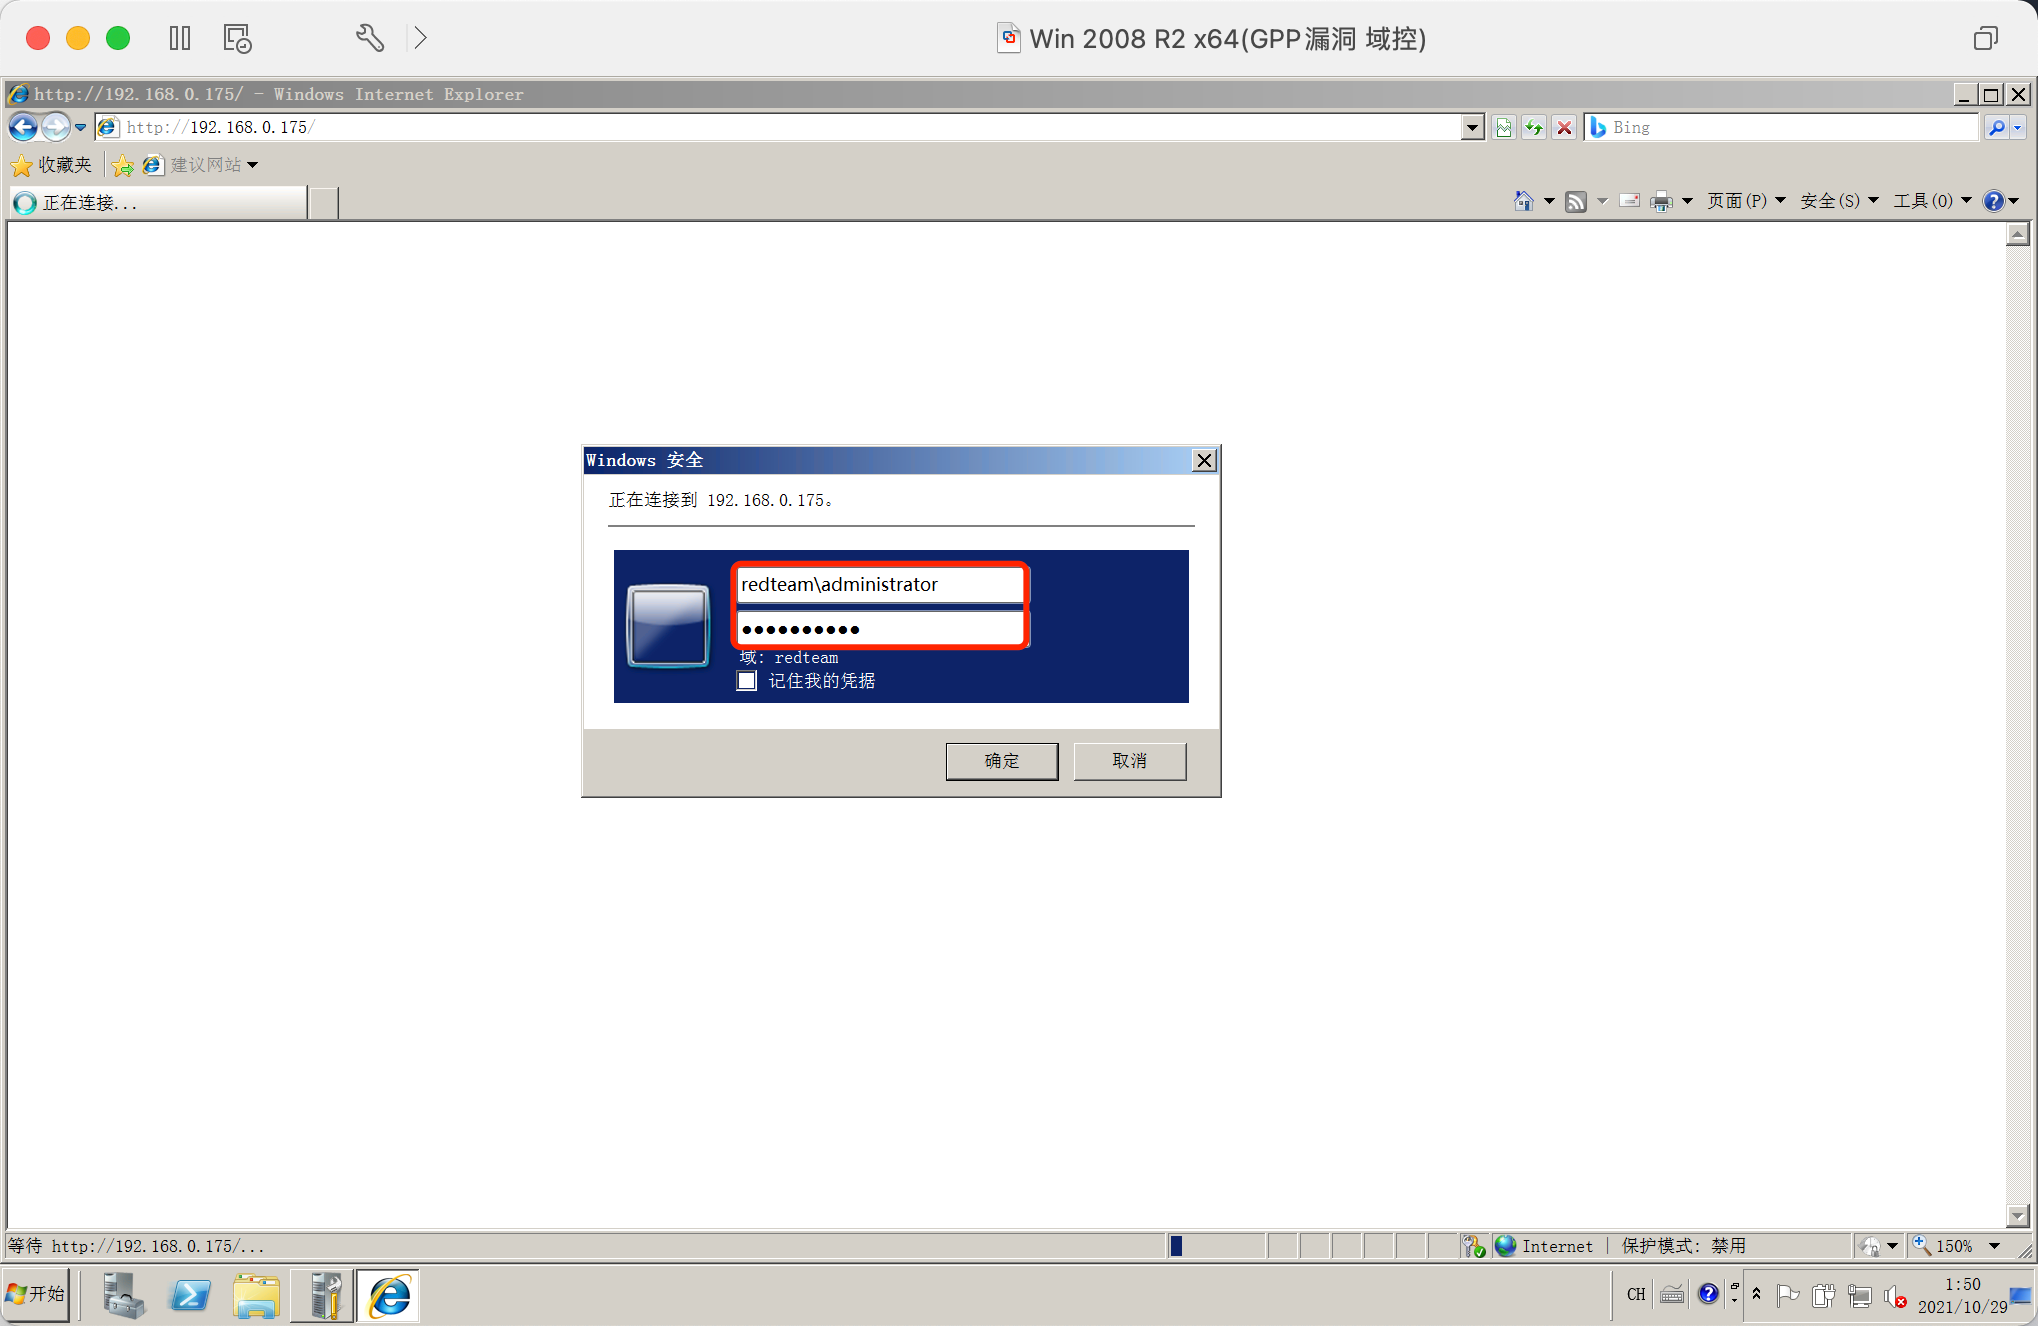 Win 2008 R2 x64(GPP漏洞 域控)
http://192.168.0.175/ - Windows Internet Explorer
http://192.168.0.175/
Bing
收藏夹
建议网站
正在连接...
页面(P)
安全(S)
工具(O)
Windows 安全
正在连接到 192.168.0.175。
redteam\administrator
●●●●●●●●●●
域: redteam
记住我的凭据
确定
取消
等待 http://192.168.0.175/...
Internet
保护模式: 禁用
150%
开始
CH
1:50
2021/10/29